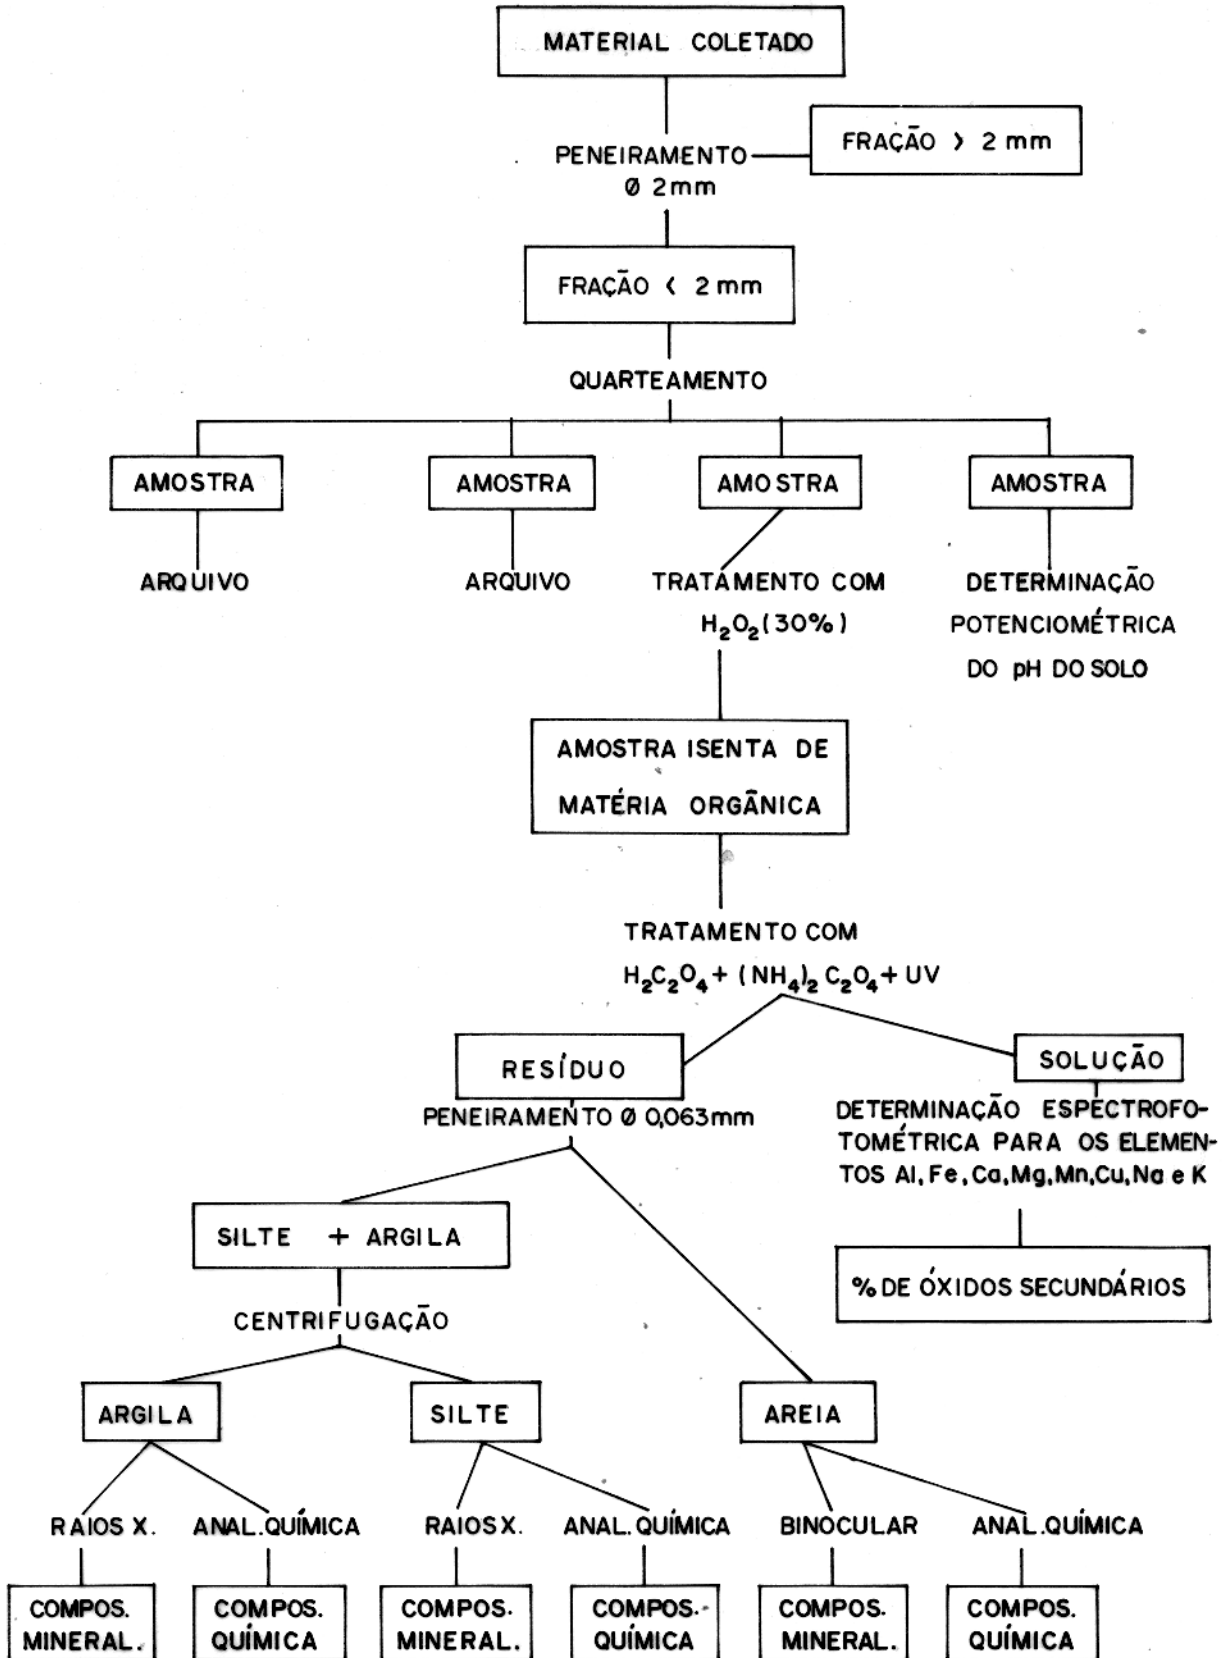 MATERIAL COLETADO
FRAÇÃO > 2 mm
PENEIRAMENTO
Ø 2mm
FRAÇÃO < 2 mm
QUARTEAMENTO
AMOSTRA
AMOSTRA
AMOSTRA
AMOSTRA
ARQUIVO
ARQUIVO
TRATAMENTO COM
H₂O₂ (30%)
DETERMINAÇÃO
POTENCIOMÉTRICA
DO pH DO SOLO
AMOSTRA ISENTA DE
MATÉRIA ORGÃNICA
TRATAMENTO COM
H₂C₂O₄ + (NH₄)₂ C₂O₄ + UV
RESÍDUO
SOLUÇÃO
PENEIRAMENTO Ø 0,063mm
DETERMINAÇÃO ESPECTROFO-
TOMÉTRICA PARA OS ELEMEN-
TOS Al, Fe, Ca, Mg, Mn, Cu, Na e K
SILTE + ARGILA
% DE ÓXIDOS SECUNDÁRIOS
CENTRIFUGAÇÃO
ARGILA
SILTE
AREIA
RAIOS X.
ANAL. QUÍMICA
RAIOS X.
ANAL. QUÍMICA
BINOCULAR
ANAL. QUÍMICA
COMPOS.
MINERAL.
COMPOS.
QUÍMICA
COMPOS.
MINERAL.
COMPOS.
QUÍMICA
COMPOS.
MINERAL.
COMPOS.
QUÍMICA